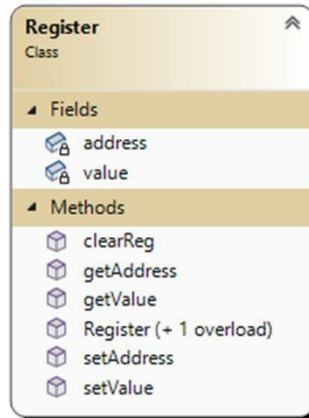 Register
Class
Fields
address
value
Methods
clearReg
getAddress
getValue
Register (+ 1 overload)
setAddress
setValue